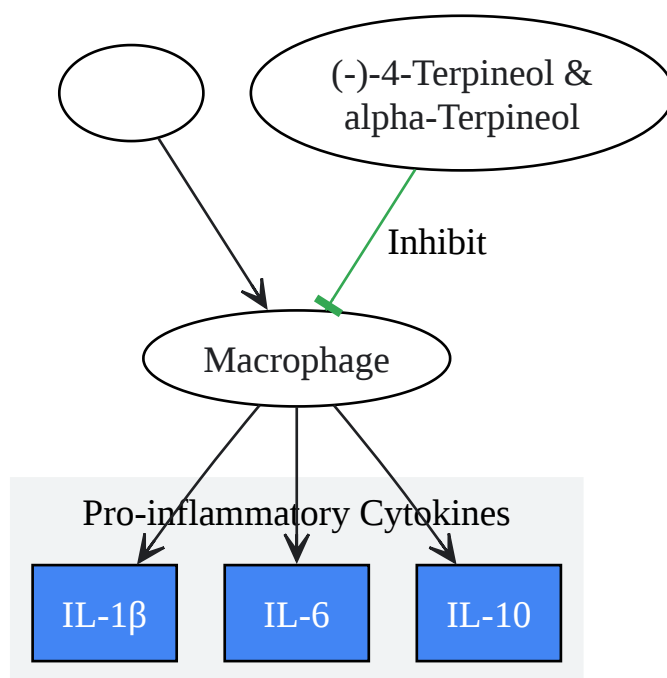 (-)-4-Terpineol &
alpha-Terpineol
Inhibit
Macrophage
Pro-inflammatory Cytokines
IL-1β
IL-6
IL-10